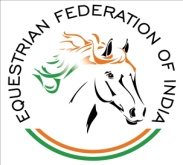 EQUESTRIAN FEDERATION OF INDIA